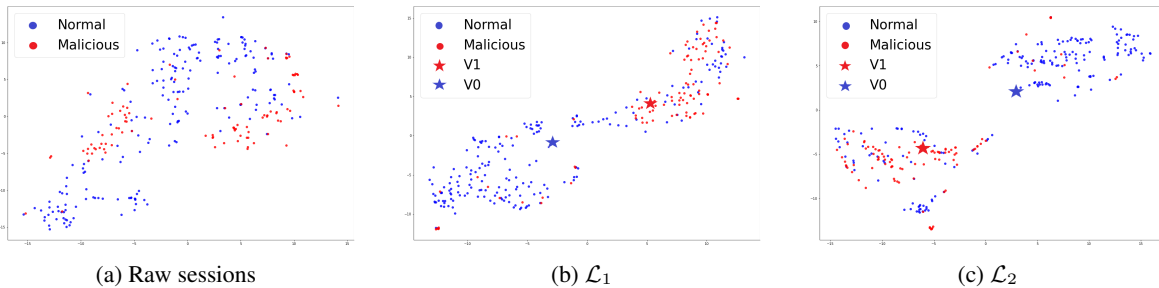 Normal
Malicious
(a) Raw sessions
Normal
Malicious
V1
V0
(b) L₁
Normal
Malicious
V1
V0
(c) L₂